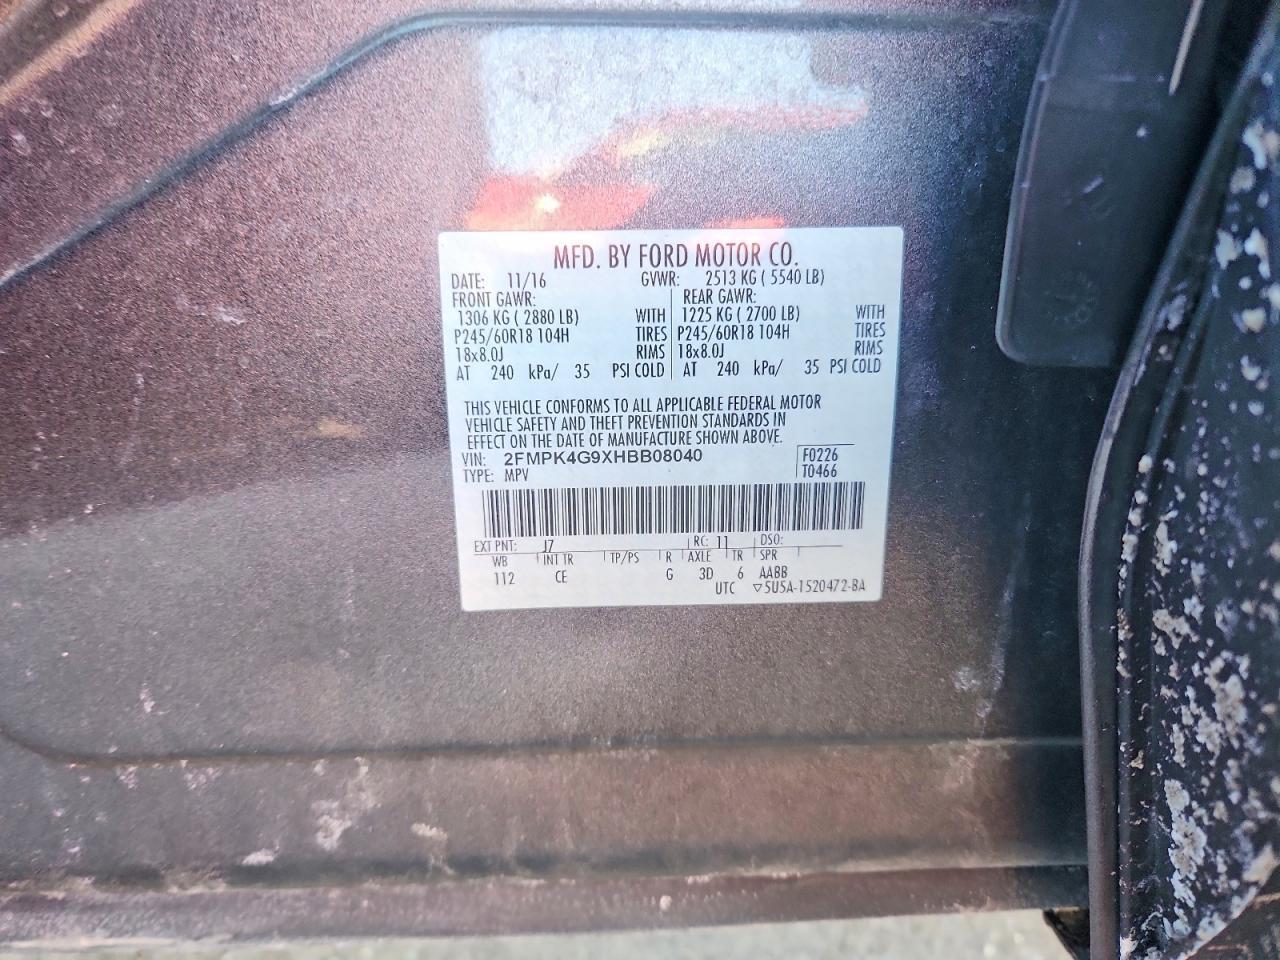 MFD. BY FORD MOTOR CO.
DATE: 11/16 GVWR: 2513 KG ( 5540 LB)
FRONT GAWR: REAR GAWR:
1306 KG ( 2880 LB) WITH 1225 KG ( 2700 LB) WITH
P245/60R18 104H TIRES P245/60R18 104H TIRES
18x8.0J RIMS 18x8.0J RIMS
AT 240 kPa/ 35 PSI COLD AT 240 kPa/ 35 PSI COLD
THIS VEHICLE CONFORMS TO ALL APPLICABLE FEDERAL MOTOR
VEHICLE SAFETY AND THEFT PREVENTION STANDARDS IN
EFFECT ON THE DATE OF MANUFACTURE SHOWN ABOVE.
VIN: 2FMPK4G9XHBB08040 F0226
TYPE: MPV T0466
EXT PNT: J7 RC: 11 DSO:
WB INT TR TP/PS R AXLE TR SPR
112 CE G 3D 6 AABB
UTC ▽5U5A-1520472-BA